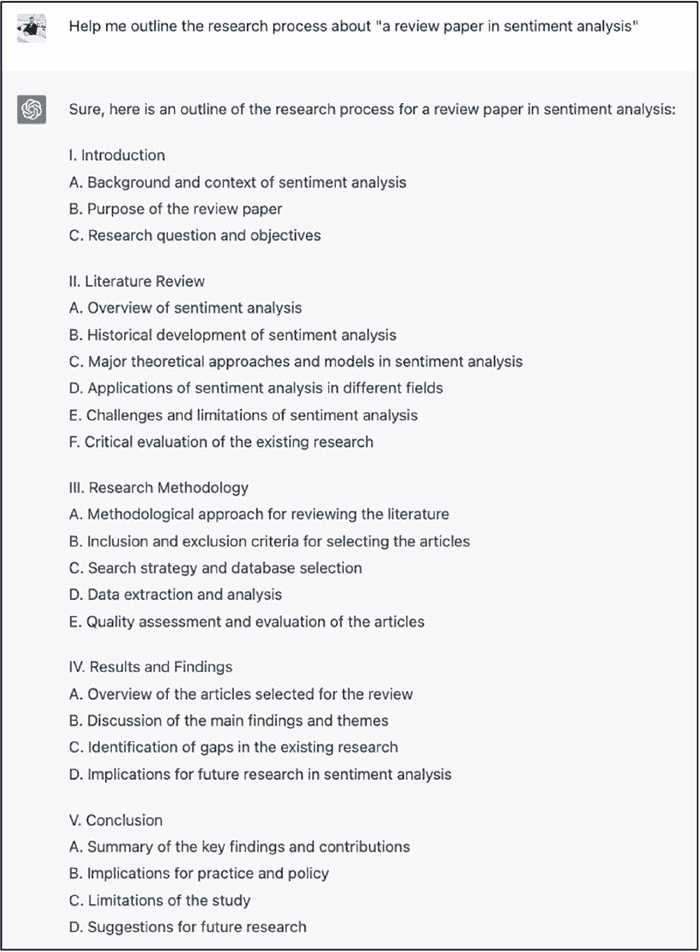 Help me outline the research process about "a review paper in sentiment analysis"
Sure, here is an outline of the research process for a review paper in sentiment analysis:
I. Introduction
A. Background and context of sentiment analysis
B. Purpose of the review paper
C. Research question and objectives
II. Literature Review
A. Overview of sentiment analysis
B. Historical development of sentiment analysis
C. Major theoretical approaches and models in sentiment analysis
D. Applications of sentiment analysis in different fields
E. Challenges and limitations of sentiment analysis
F. Critical evaluation of the existing research
III. Research Methodology
A. Methodological approach for reviewing the literature
B. Inclusion and exclusion criteria for selecting the articles
C. Search strategy and database selection
D. Data extraction and analysis
E. Quality assessment and evaluation of the articles
IV. Results and Findings
A. Overview of the articles selected for the review
B. Discussion of the main findings and themes
C. Identification of gaps in the existing research
D. Implications for future research in sentiment analysis
V. Conclusion
A. Summary of the key findings and contributions
B. Implications for practice and policy
C. Limitations of the study
D. Suggestions for future research